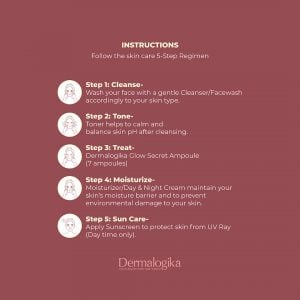 INSTRUCTIONS
Follow the skin care 5-Step Regimen
Step 1: Cleanse-
Wash your face with a gentle Cleanser/Facewash
accordingly to your skin type.
Step 2: Tone-
Toner helps to calm and
balance skin pH after cleansing.
Step 3: Treat-
Dermalogika Glow Secret Ampoule
(7 ampoules)
Step 4: Moisturize-
Moisturizer/Day & Night Cream maintain your
skin's moisture barrier and to prevent
environmental damage to your skin.
Step 5: Sun Care-
Apply Sunscreen to protect skin from UV Ray
(Day time only).
Dermalogika